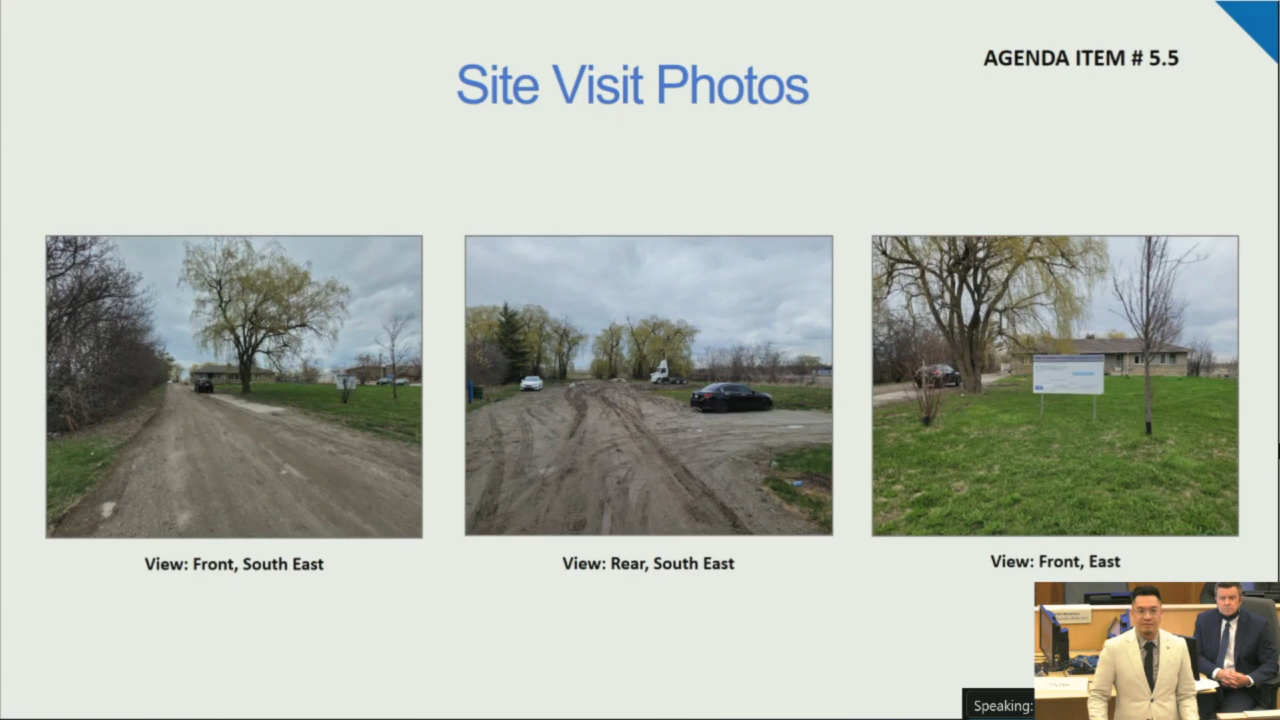 AGENDA ITEM # 5.5
Site Visit Photos
View: Front, South East
View: Rear, South East
View: Front, East
Speaking: